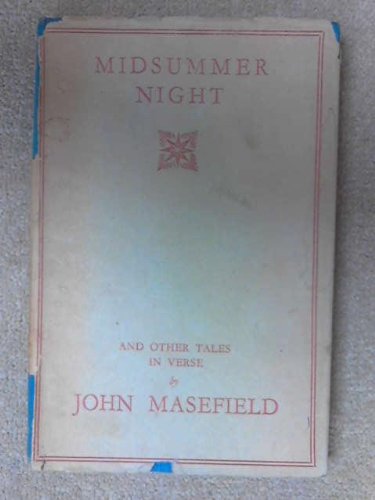 MIDSUMMER
NIGHT
AND OTHER TALES
IN VERSE
by
JOHN MASEFIELD